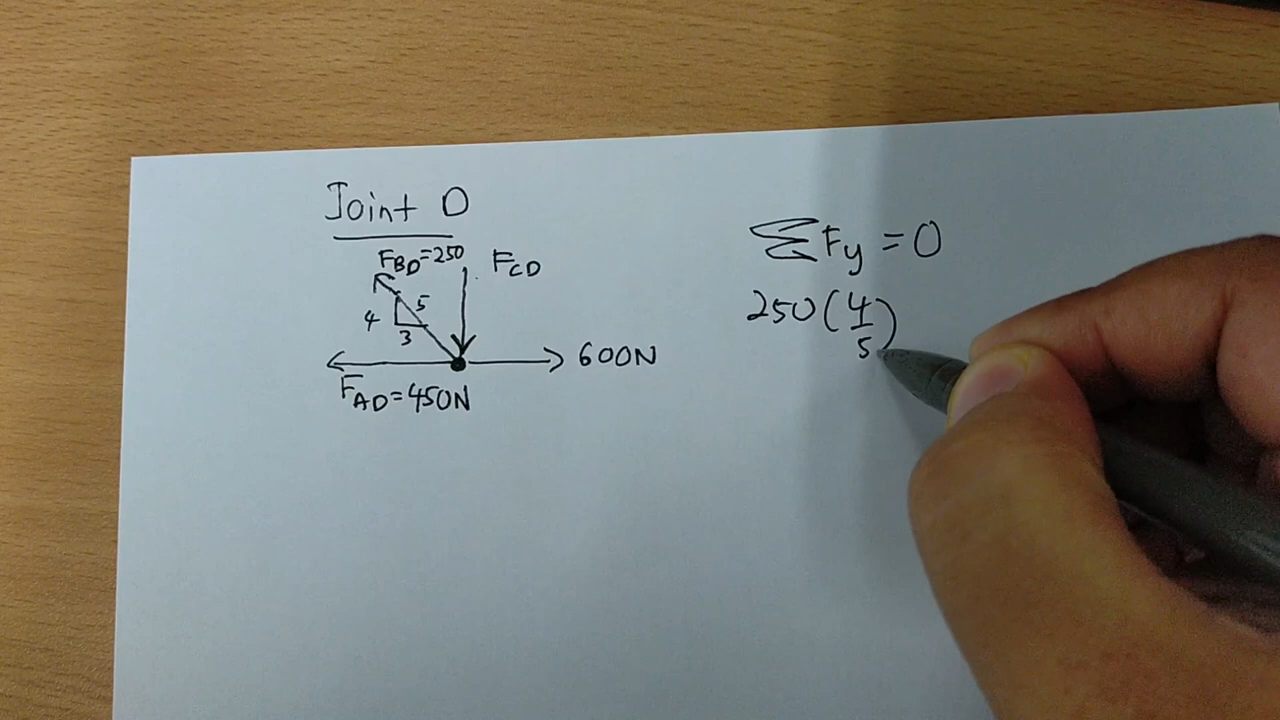 Joint D
FBD=250 FCD
5
4
3
600N
FAD=450N
ΣFy=0
250(4/5)